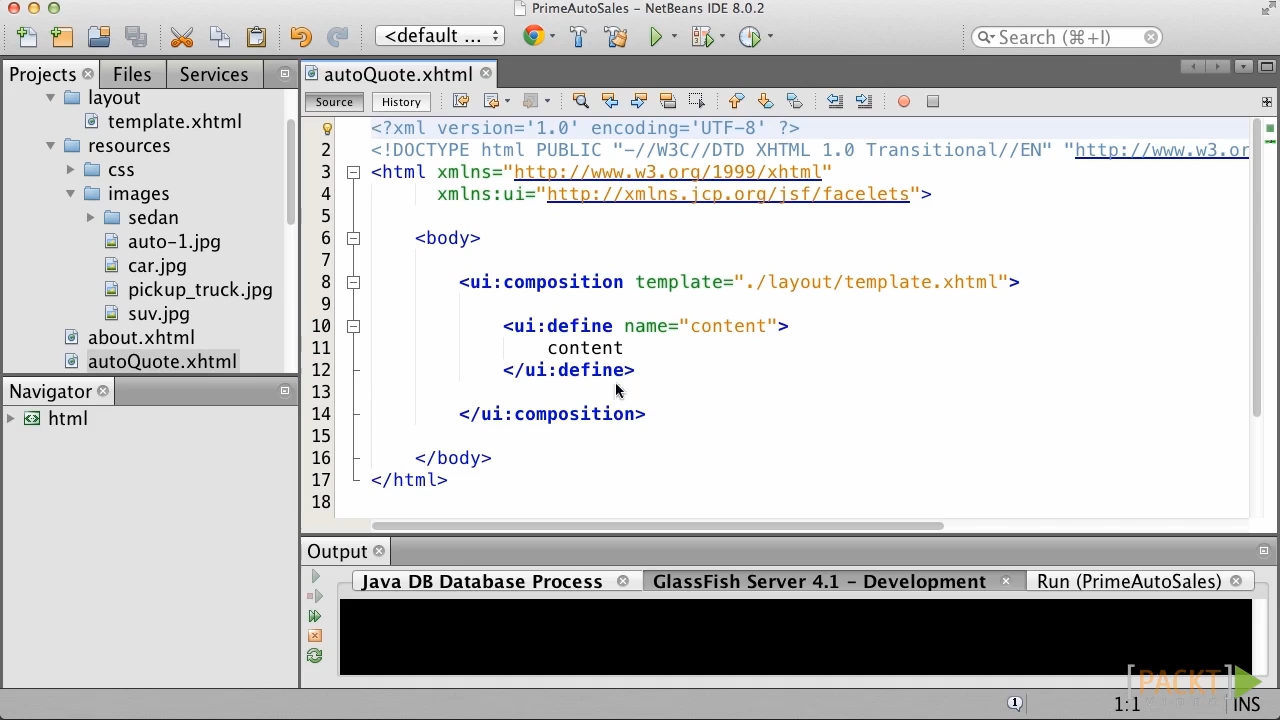 PrimeAutoSales – NetBeans IDE 8.0.2
<default ...
Search (⌘+I)
Projects
Files
Services
layout
template.xhtml
resources
css
images
sedan
auto-1.jpg
car.jpg
pickup_truck.jpg
suv.jpg
about.xhtml
autoQuote.xhtml
Navigator
html
autoQuote.xhtml
Source
History
<?xml version='1.0' encoding='UTF-8' ?>
2 <!DOCTYPE html PUBLIC "-//W3C//DTD XHTML 1.0 Transitional//EN" "http://www.w3.or
3 <html xmlns="http://www.w3.org/1999/xhtml"
4 xmlns:ui="http://xmlns.jcp.org/jsf/facelets">
5
6 <body>
7
8 <ui:composition template="./layout/template.xhtml">
9
10 <ui:define name="content">
11 content
12 </ui:define>
13
14 </ui:composition>
15
16 </body>
17 </html>
18
Output
Java DB Database Process
GlassFish Server 4.1 – Development
Run (PrimeAutoSales)
[PACKT]
1:1
INS